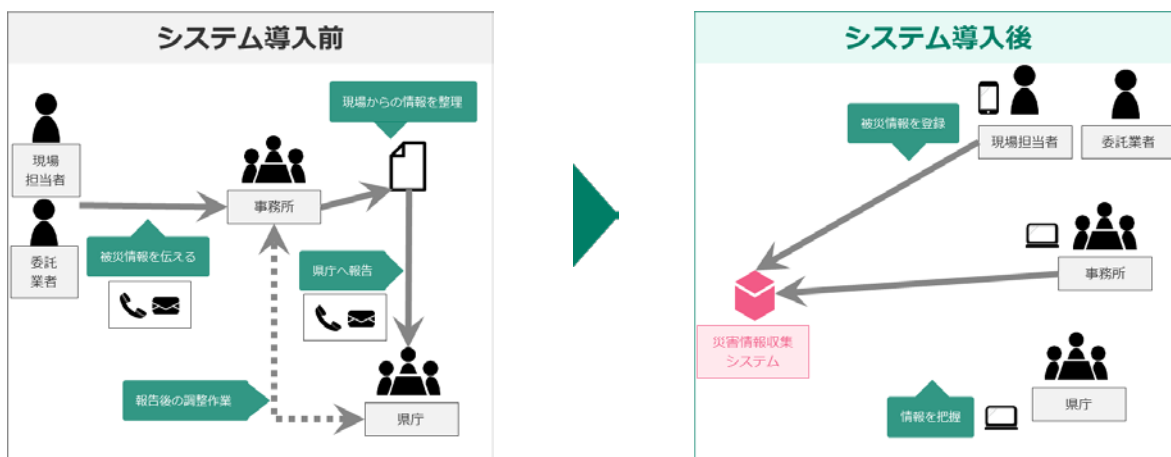 システム導入前
現場からの情報を整理
現場
担当者
事務所
委託
業者
被災情報を伝える
県庁へ報告
報告後の調整作業
県庁
システム導入後
被災情報を登録
現場担当者
委託業者
事務所
災害情報収集
システム
情報を把握
県庁